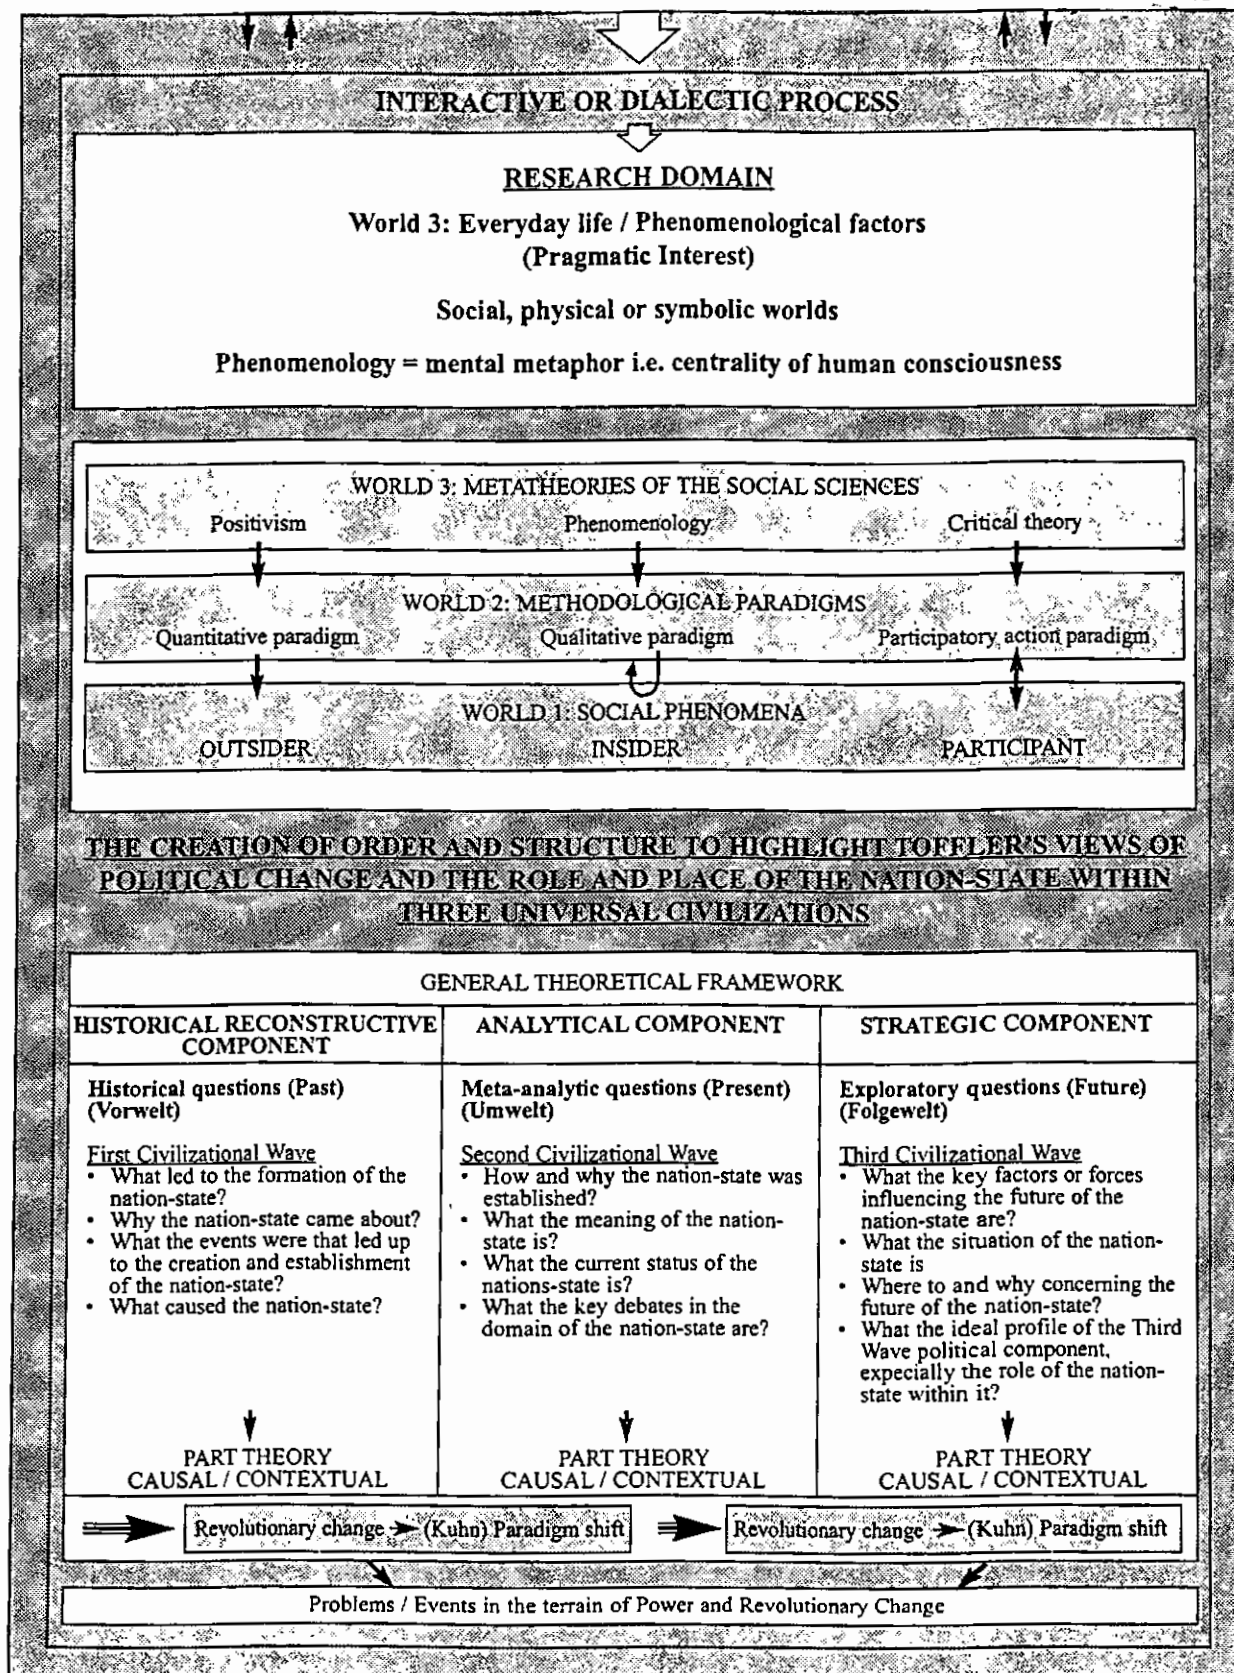 INTERACTIVE OR DIALECTIC PROCESS
RESEARCH DOMAIN
World 3: Everyday life / Phenomenological factors
(Pragmatic Interest)
Social, physical or symbolic worlds
Phenomenology = mental metaphor i.e. centrality of human consciousness
WORLD 3: METATHEORIES OF THE SOCIAL SCIENCES
Positivism Phenomenology Critical theory
WORLD 2: METHODOLOGICAL PARADIGMS
Quantitative paradigm Qualitative paradigm Participatory action paradigm
WORLD 1: SOCIAL PHENOMENA
OUTSIDER INSIDER PARTICIPANT
THE CREATION OF ORDER AND STRUCTURE TO HIGHLIGHT TOFFLER'S VIEWS OF
POLITICAL CHANGE AND THE ROLE AND PLACE OF THE NATION-STATE WITHIN
THREE UNIVERSAL CIVILIZATIONS
GENERAL THEORETICAL FRAMEWORK
HISTORICAL RECONSTRUCTIVE
COMPONENT
Historical questions (Past)
(Vorwelt)
First Civilizational Wave
• What led to the formation of the
nation-state?
• Why the nation-state came about?
• What the events were that led up
to the creation and establishment
of the nation-state?
• What caused the nation-state?
PART THEORY
CAUSAL / CONTEXTUAL
ANALYTICAL COMPONENT
Meta-analytic questions (Present)
(Umwelt)
Second Civilizational Wave
• How and why the nation-state was
established?
• What the meaning of the nation-
state is?
• What the current status of the
nations-state is?
• What the key debates in the
domain of the nation-state are?
PART THEORY
CAUSAL / CONTEXTUAL
STRATEGIC COMPONENT
Exploratory questions (Future)
(Folgewelt)
Third Civilizational Wave
• What the key factors or forces
influencing the future of the
nation-state are?
• What the situation of the nation-
state is
• Where to and why concerning the
future of the nation-state?
• What the ideal profile of the Third
Wave political component,
expecially the role of the nation-
state within it?
PART THEORY
CAUSAL / CONTEXTUAL
Revolutionary change (Kuhn) Paradigm shift
Revolutionary change (Kuhn) Paradigm shift
Problems / Events in the terrain of Power and Revolutionary Change